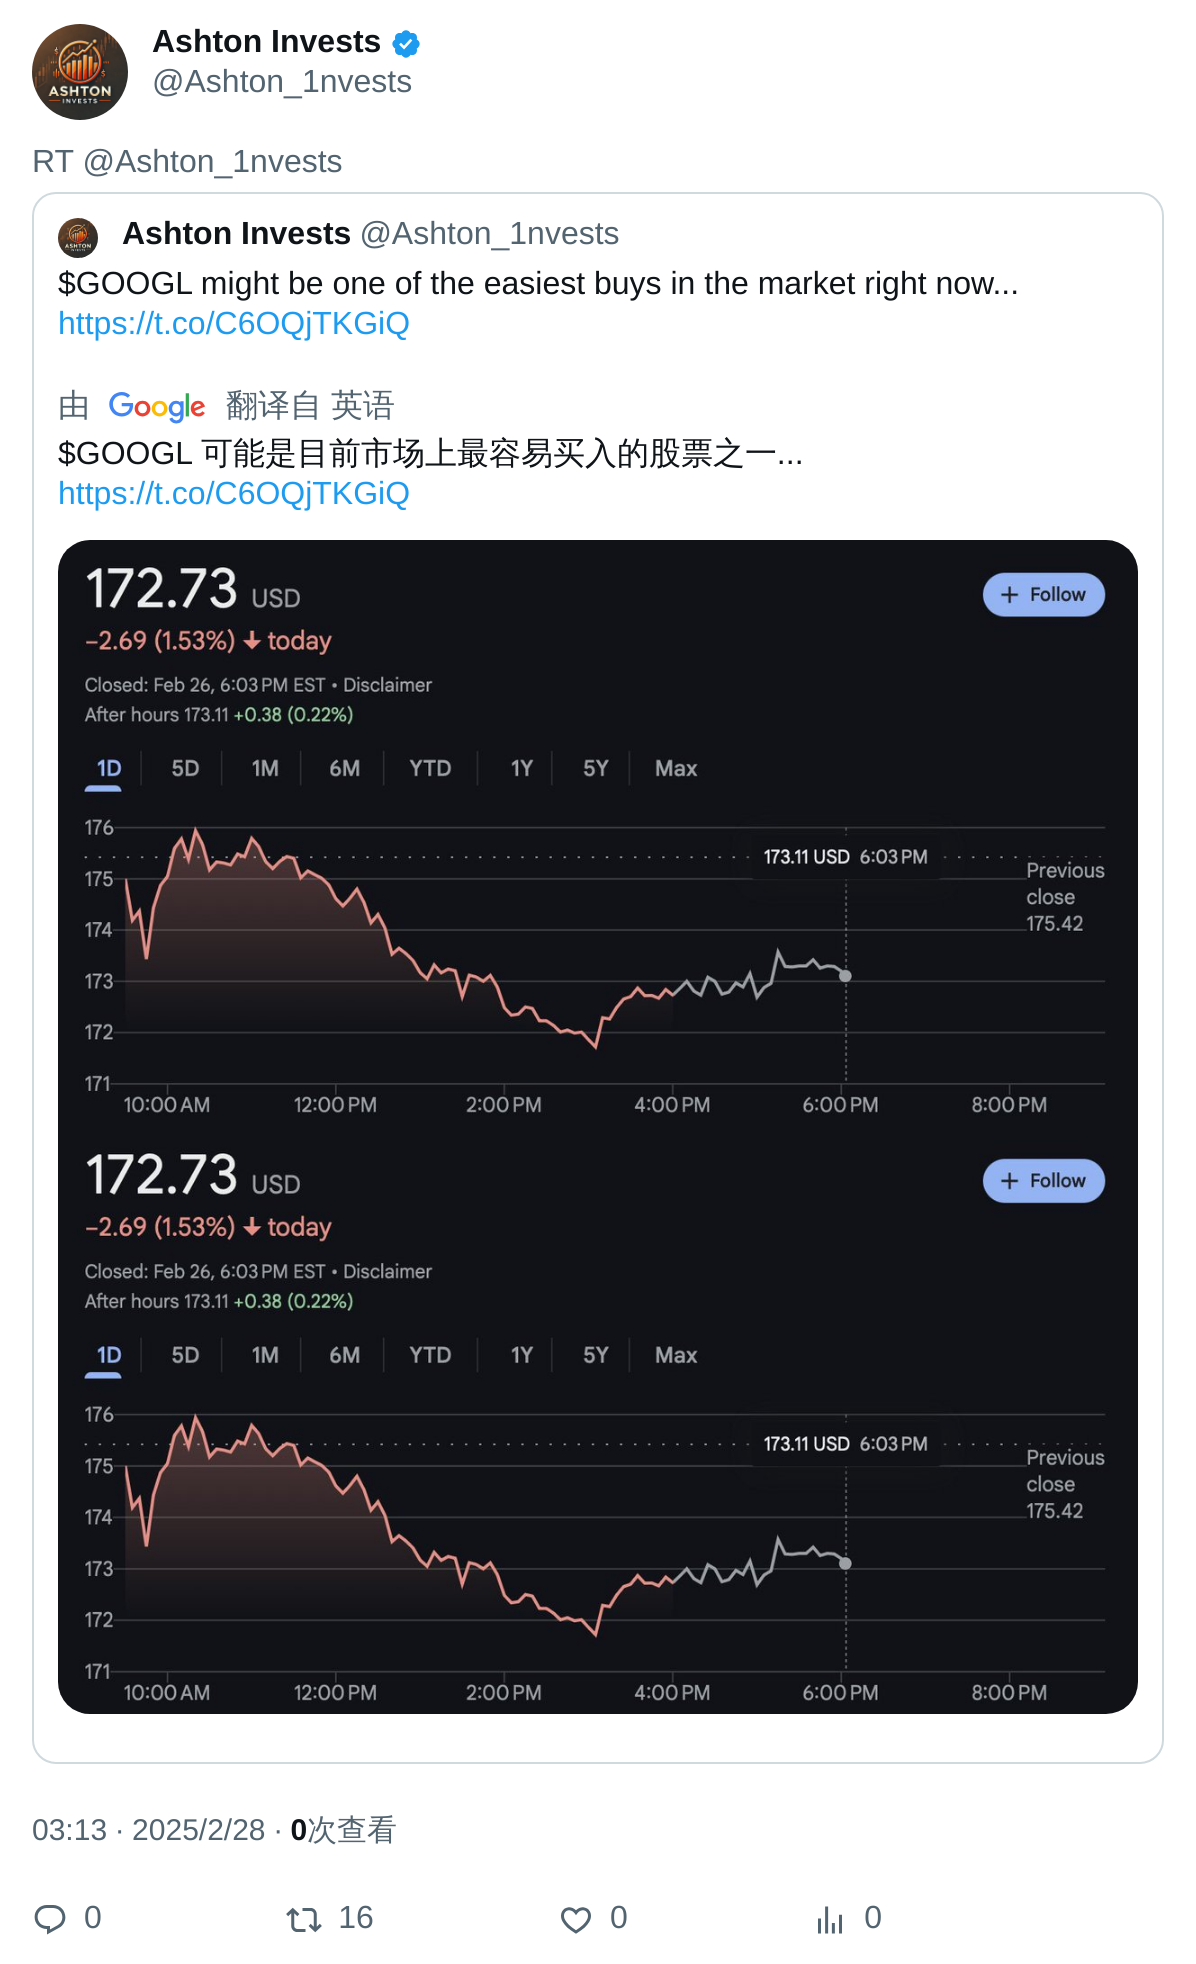 ASHTON
INVESTS
Ashton Invests
@Ashton_1nvests
RT @Ashton_1nvests
ASHTON
Ashton Invests @Ashton_1nvests
$GOOGL might be one of the easiest buys in the market right now...
https://t.co/C6OQjTKGiQ
由 Google 翻译自 英语
$GOOGL 可能是目前市场上最容易买入的股票之一...
https://t.co/C6OQjTKGiQ
172.73 USD
+ Follow
−2.69 (1.53%) ↓ today
Closed: Feb 26, 6:03 PM EST • Disclaimer
After hours 173.11 +0.38 (0.22%)
1D 5D 1M 6M YTD 1Y 5Y Max
176
173.11 USD 6:03 PM
175
Previous
close
175.42
174
173
172
171
10:00 AM 12:00 PM 2:00 PM 4:00 PM 6:00 PM 8:00 PM
172.73 USD
+ Follow
−2.69 (1.53%) ↓ today
Closed: Feb 26, 6:03 PM EST • Disclaimer
After hours 173.11 +0.38 (0.22%)
1D 5D 1M 6M YTD 1Y 5Y Max
176
173.11 USD 6:03 PM
175
Previous
close
175.42
174
173
172
171
10:00 AM 12:00 PM 2:00 PM 4:00 PM 6:00 PM 8:00 PM
03:13 · 2025/2/28 · 0次查看
0 16 0 0